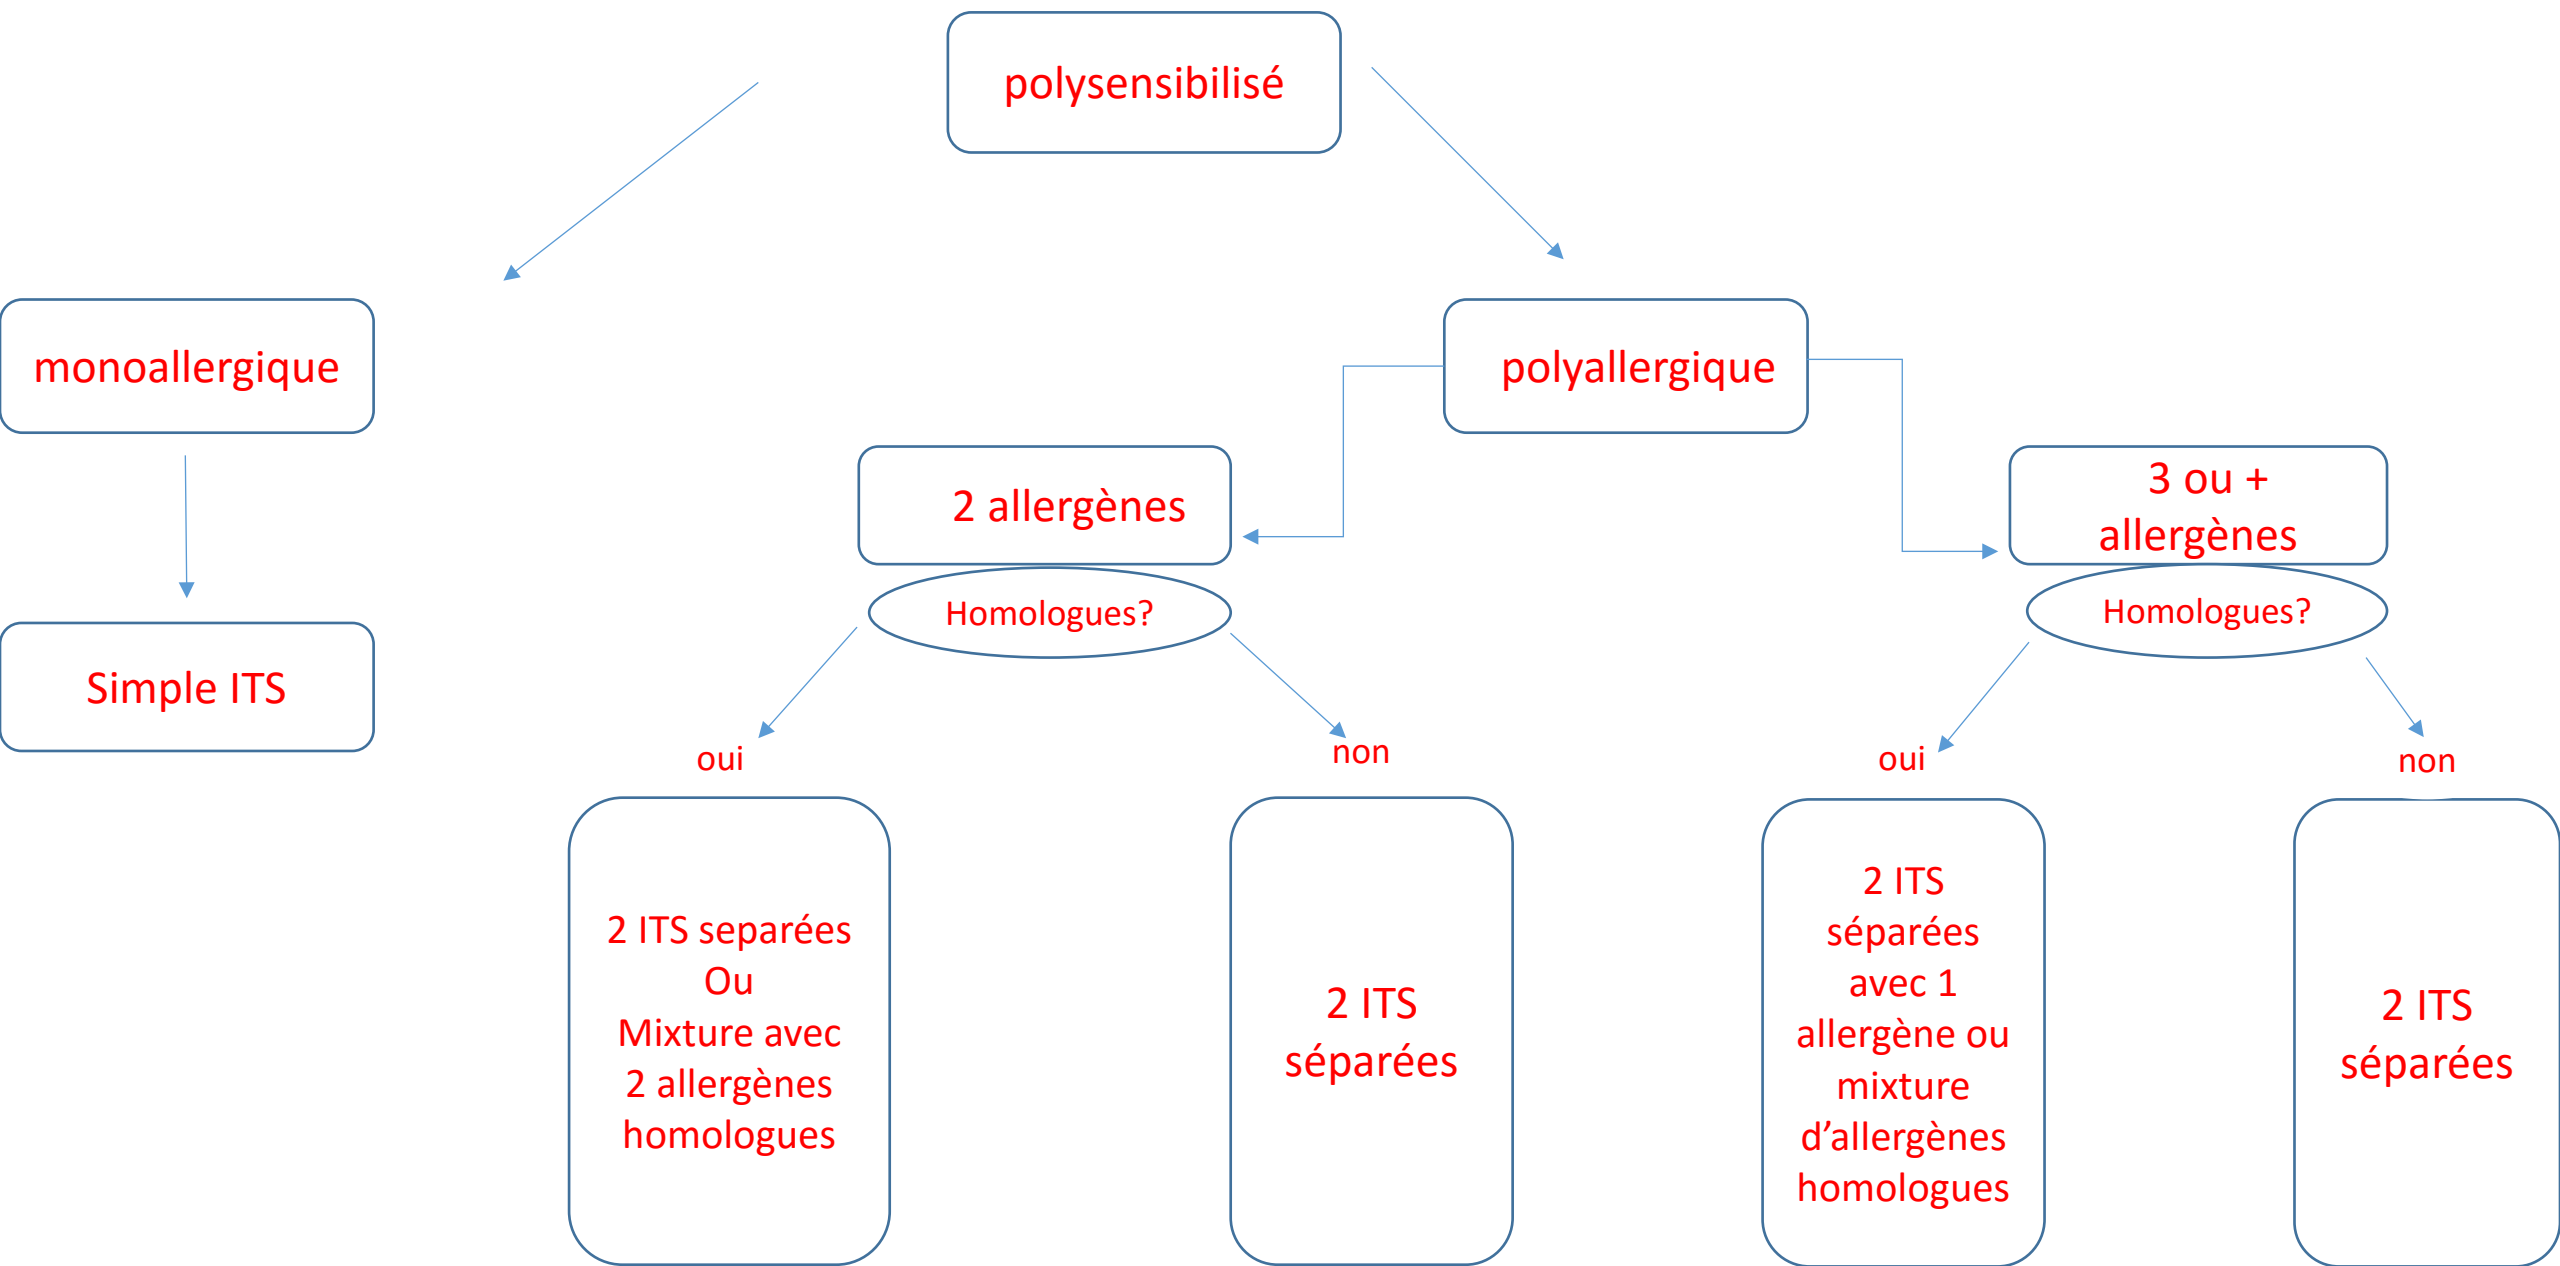 polysensibilisé
monoallergique
polyallergique
2 allergènes
3 ou +
allergènes
Homologues?
Homologues?
Simple ITS
oui
non
oui
non
2 ITS separées
Ou
Mixture avec
2 allergènes
homologues
2 ITS
séparées
2 ITS
séparées
avec 1
allergène ou
mixture
d’allergènes
homologues
2 ITS
séparées